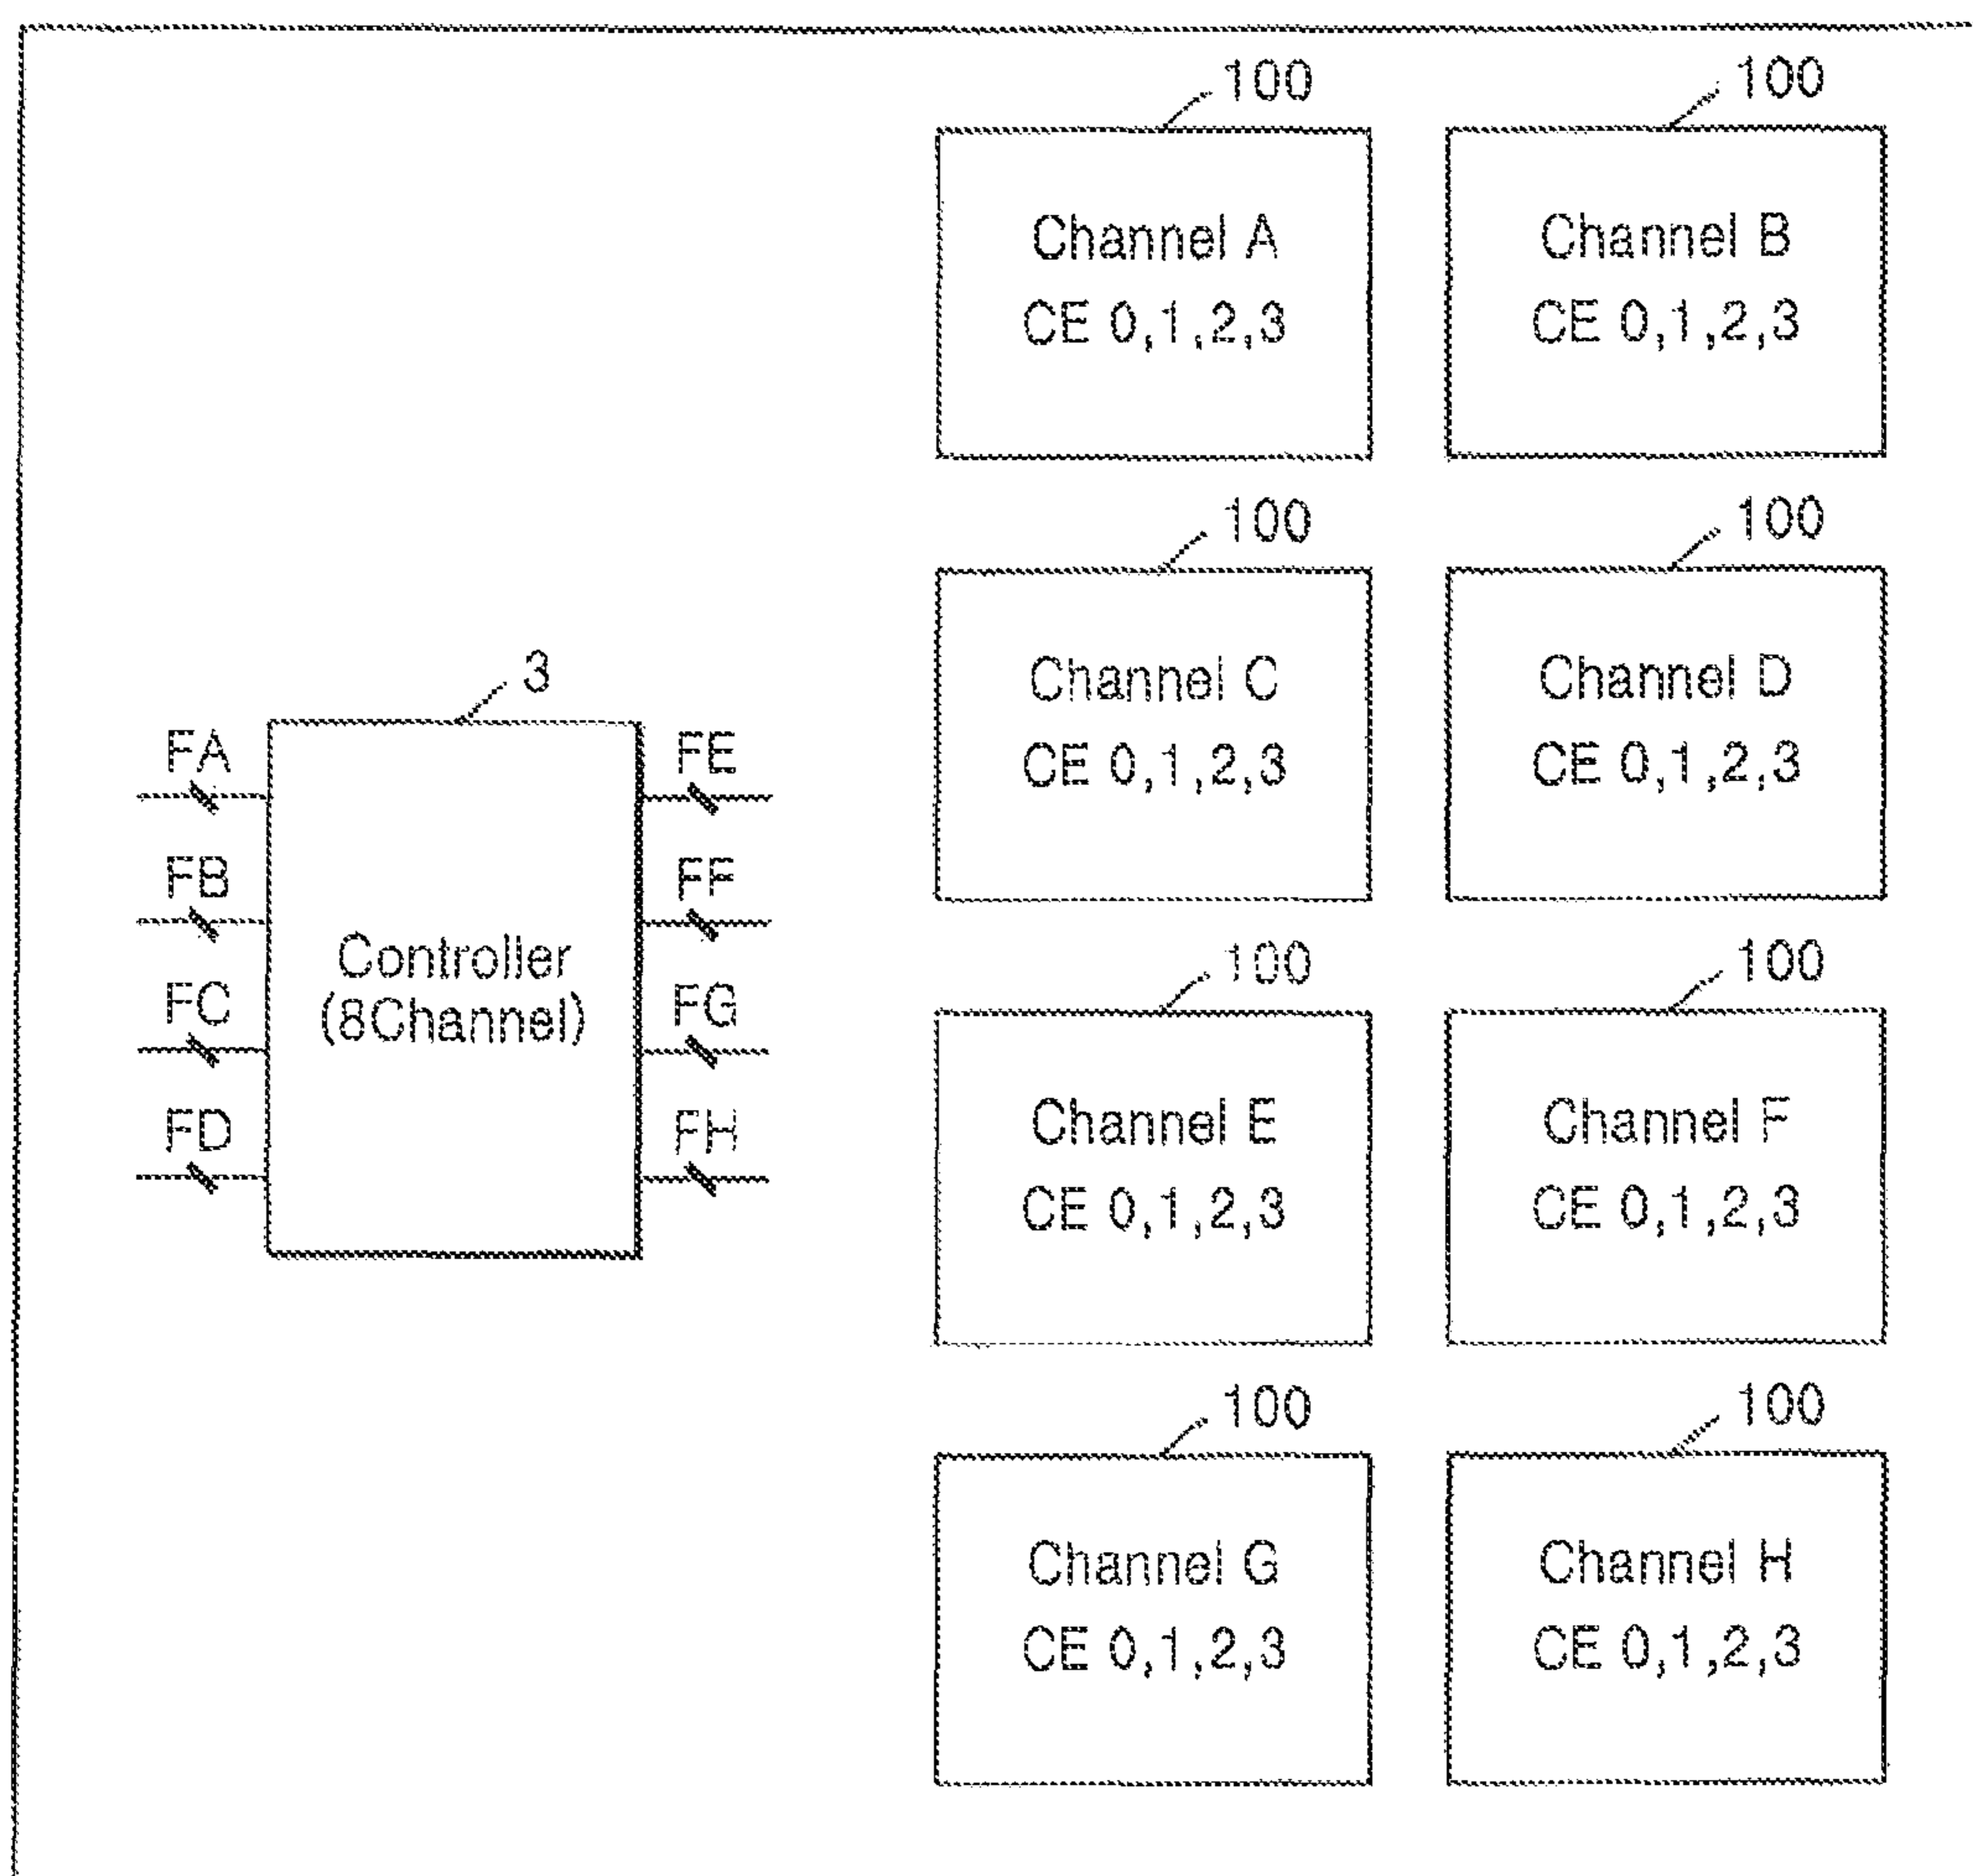 100
100
Channel A
CE 0,1,2,3
Channel B
CE 0,1,2,3
100
100
Channel C
CE 0,1,2,3
Channel D
CE 0,1,2,3
3
FA
FB
FC
FD
Controller
(8Channel)
FE
FF
FG
FH
100
100
Channel E
CE 0,1,2,3
Channel F
CE 0,1,2,3
100
100
Channel G
CE 0,1,2,3
Channel H
CE 0,1,2,3